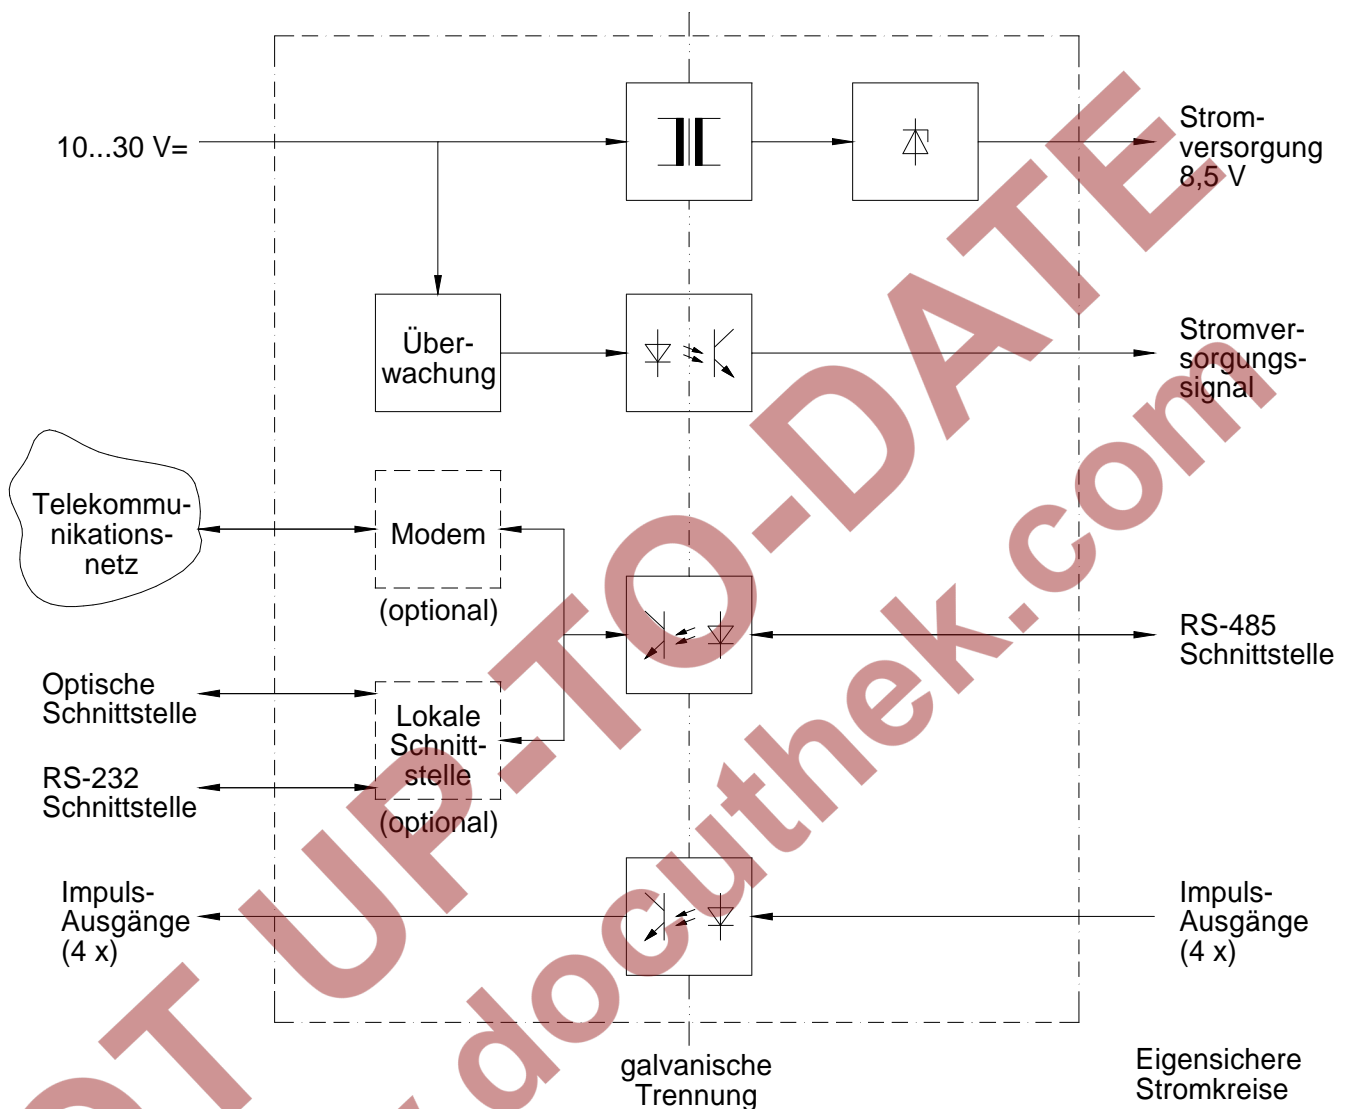 10...30 V=
Strom-
versorgung
8,5 V
Über-
wachung
Stromver-
sorgungs-
signal
Telekommu-
nikations-
netz
Modem
(optional)
RS-485
Schnittstelle
Optische
Schnittstelle
Lokale
Schnitt-
stelle
RS-232
Schnittstelle
(optional)
Impuls-
Ausgänge
(4 x)
Impuls-
Ausgänge
(4 x)
galvanische
Trennung
Eigensichere
Stromkreise
OT UP-TO-DATE
docuthek.com